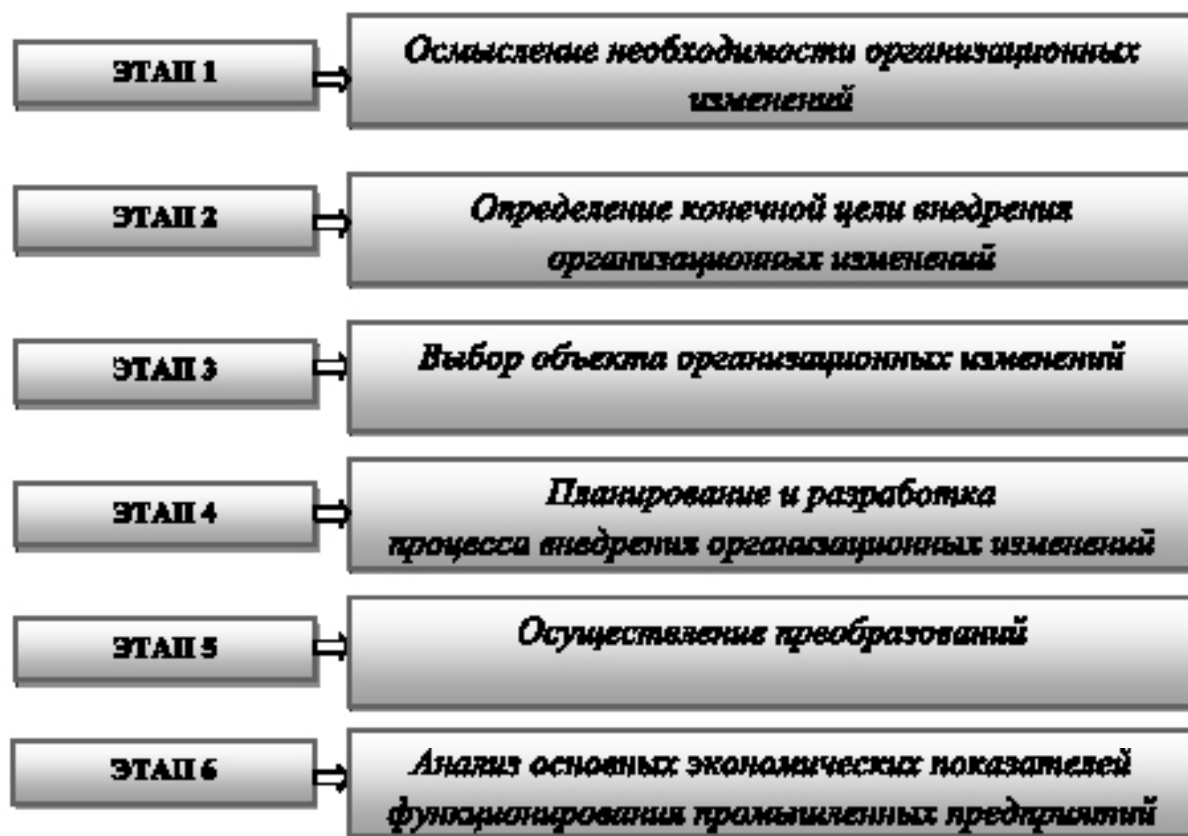 ЭТАП 1
Осмысление необходимости организационных
изменений
ЭТАП 2
Определение конечной цели внедрения
организационных изменений
ЭТАП 3
Выбор объекта организационных изменений
ЭТАП 4
Планирование и разработка
процесса внедрения организационных изменений
ЭТАП 5
Осуществление преобразований
ЭТАП 6
Анализ основных экономических показателей
функционирования промышленных предприятий